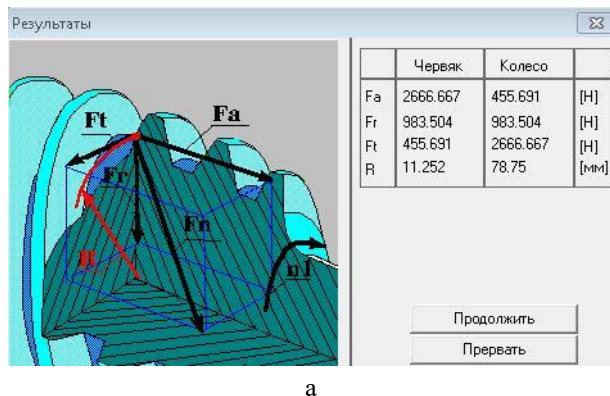 Результаты
Ft
Fa
Fr
Fn
R
n1
Червяк Колесо
Fa 2666.667 455.691 [Н]
Fr 983.504 983.504 [Н]
Ft 455.691 2666.667 [Н]
R 11.252 78.75 [мм]
Продолжить
Прервать
а